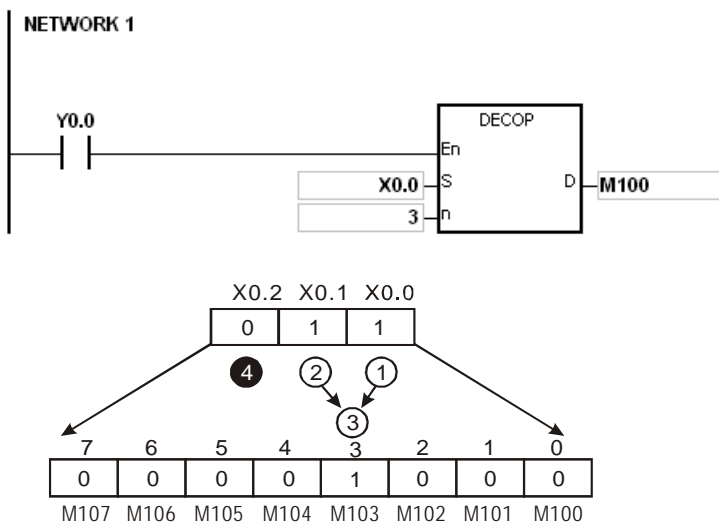 NETWORK 1
Y0.0
DECOP
En
X0.0 S D M100
3 n
X0.2 X0.1 X0.0
0 1 1
4 2 1
3
7 6 5 4 3 2 1 0
0 0 0 0 1 0 0 0
M107 M106 M105 M104 M103 M102 M101 M100